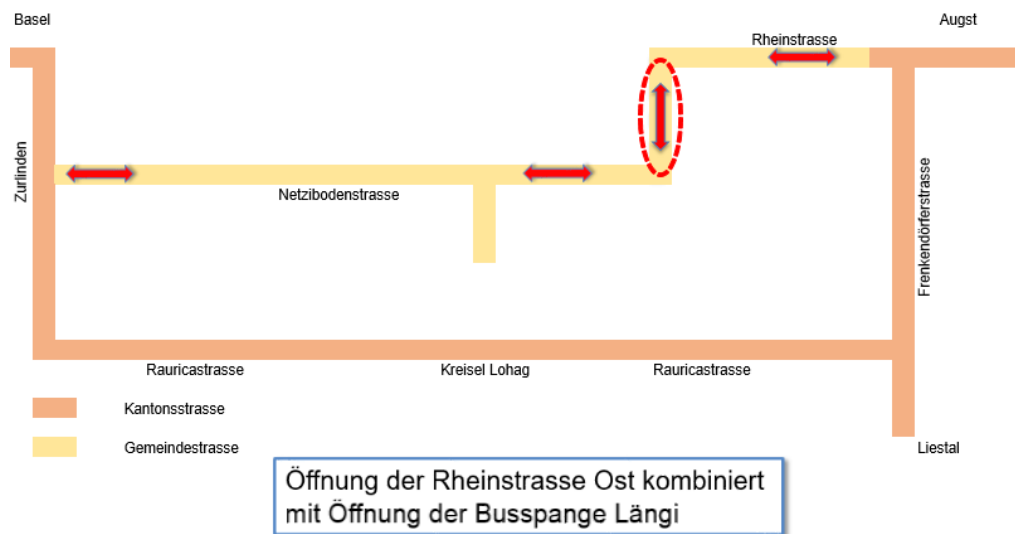 Basel
Augst
Rheinstrasse
Zurlinden
Netzibodenstrasse
Frenkendörferstrasse
Rauricastrasse
Kreisel Lohag
Rauricastrasse
Kantonsstrasse
Gemeindestrasse
Liestal
Öffnung der Rheinstrasse Ost kombiniert
mit Öffnung der Busspange Längi